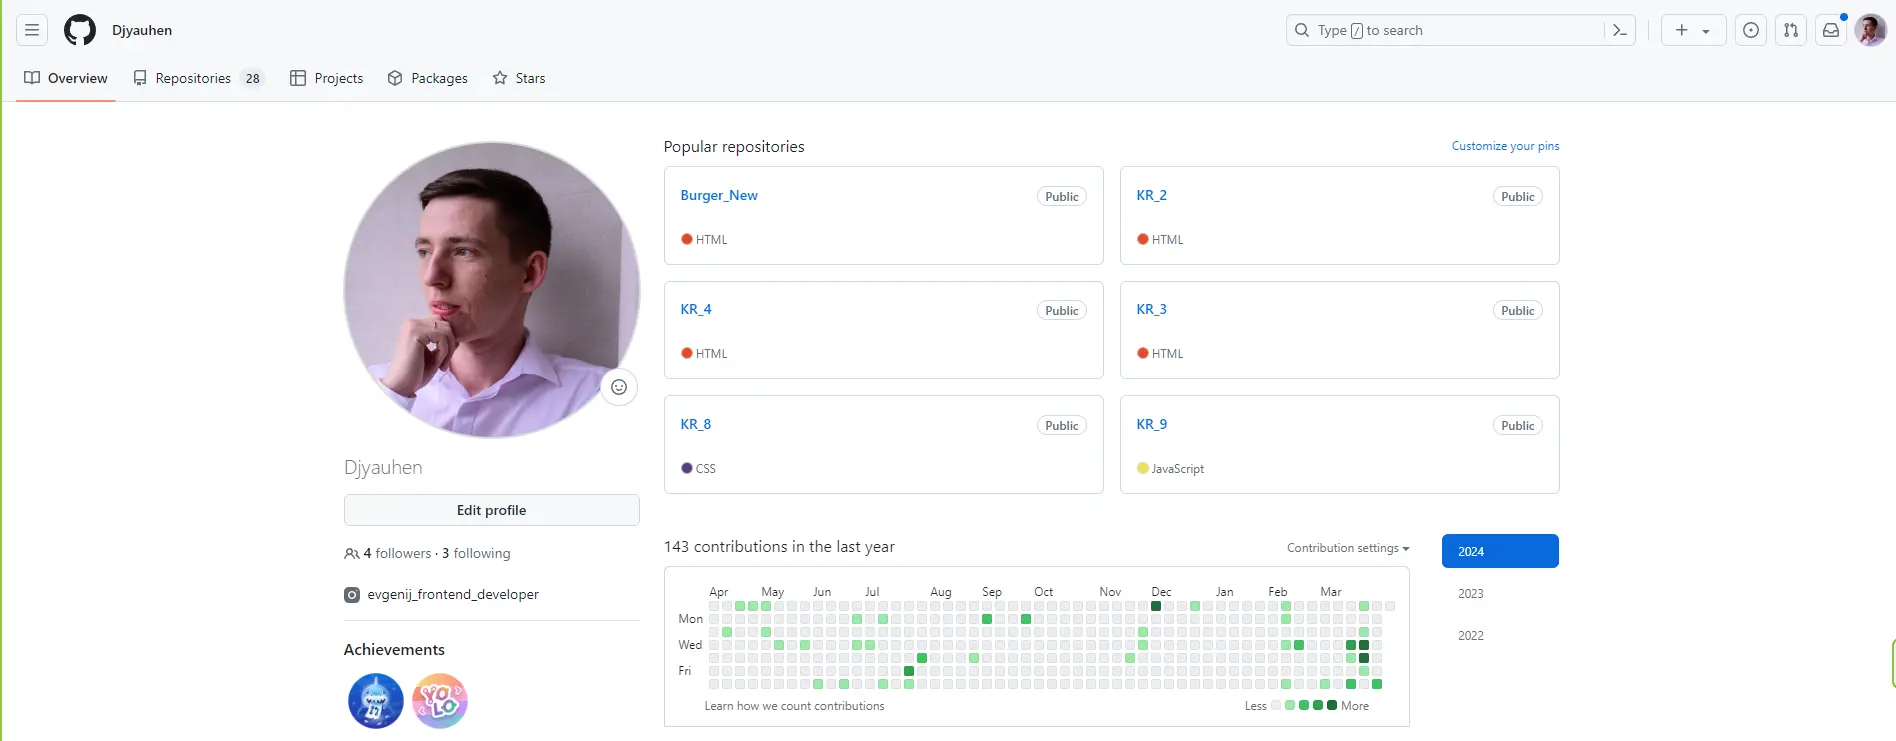 Djyauhen
Type / to search
Overview
Repositories 28
Projects
Packages
Stars
Popular repositories
Customize your pins
Burger_New
Public
HTML
KR_2
Public
HTML
KR_4
Public
HTML
KR_3
Public
HTML
KR_8
Public
CSS
KR_9
Public
JavaScript
Djyauhen
Edit profile
4 followers · 3 following
evgenij_frontend_developer
Achievements
YOLO
143 contributions in the last year
Contribution settings
2024
2023
2022
Apr May Jun Jul Aug Sep Oct Nov Dec Jan Feb Mar
Mon
Wed
Fri
Learn how we count contributions
Less
More